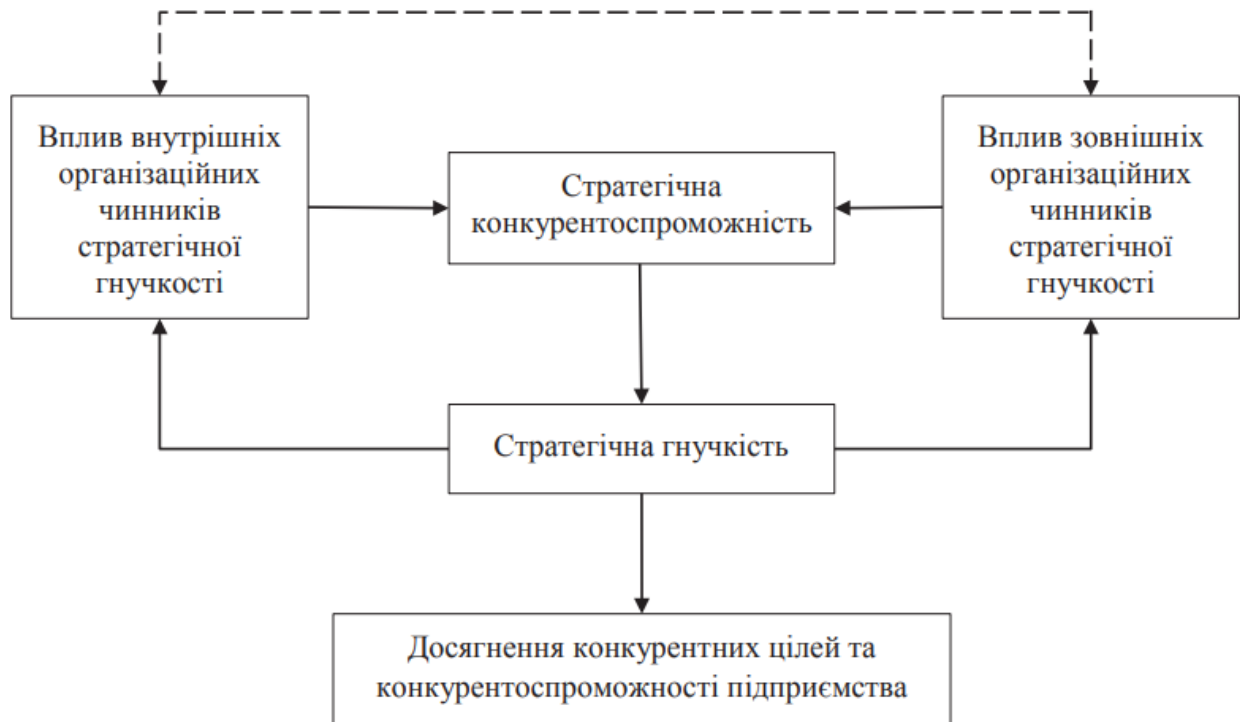 Вплив внутрішніх
організаційних
чинників
стратегічної
гнучкості
Стратегічна
конкурентоспроможність
Вплив зовнішніх
організаційних
чинників
стратегічної
гнучкості
Стратегічна гнучкість
Досягнення конкурентних цілей та
конкурентоспроможності підприємства